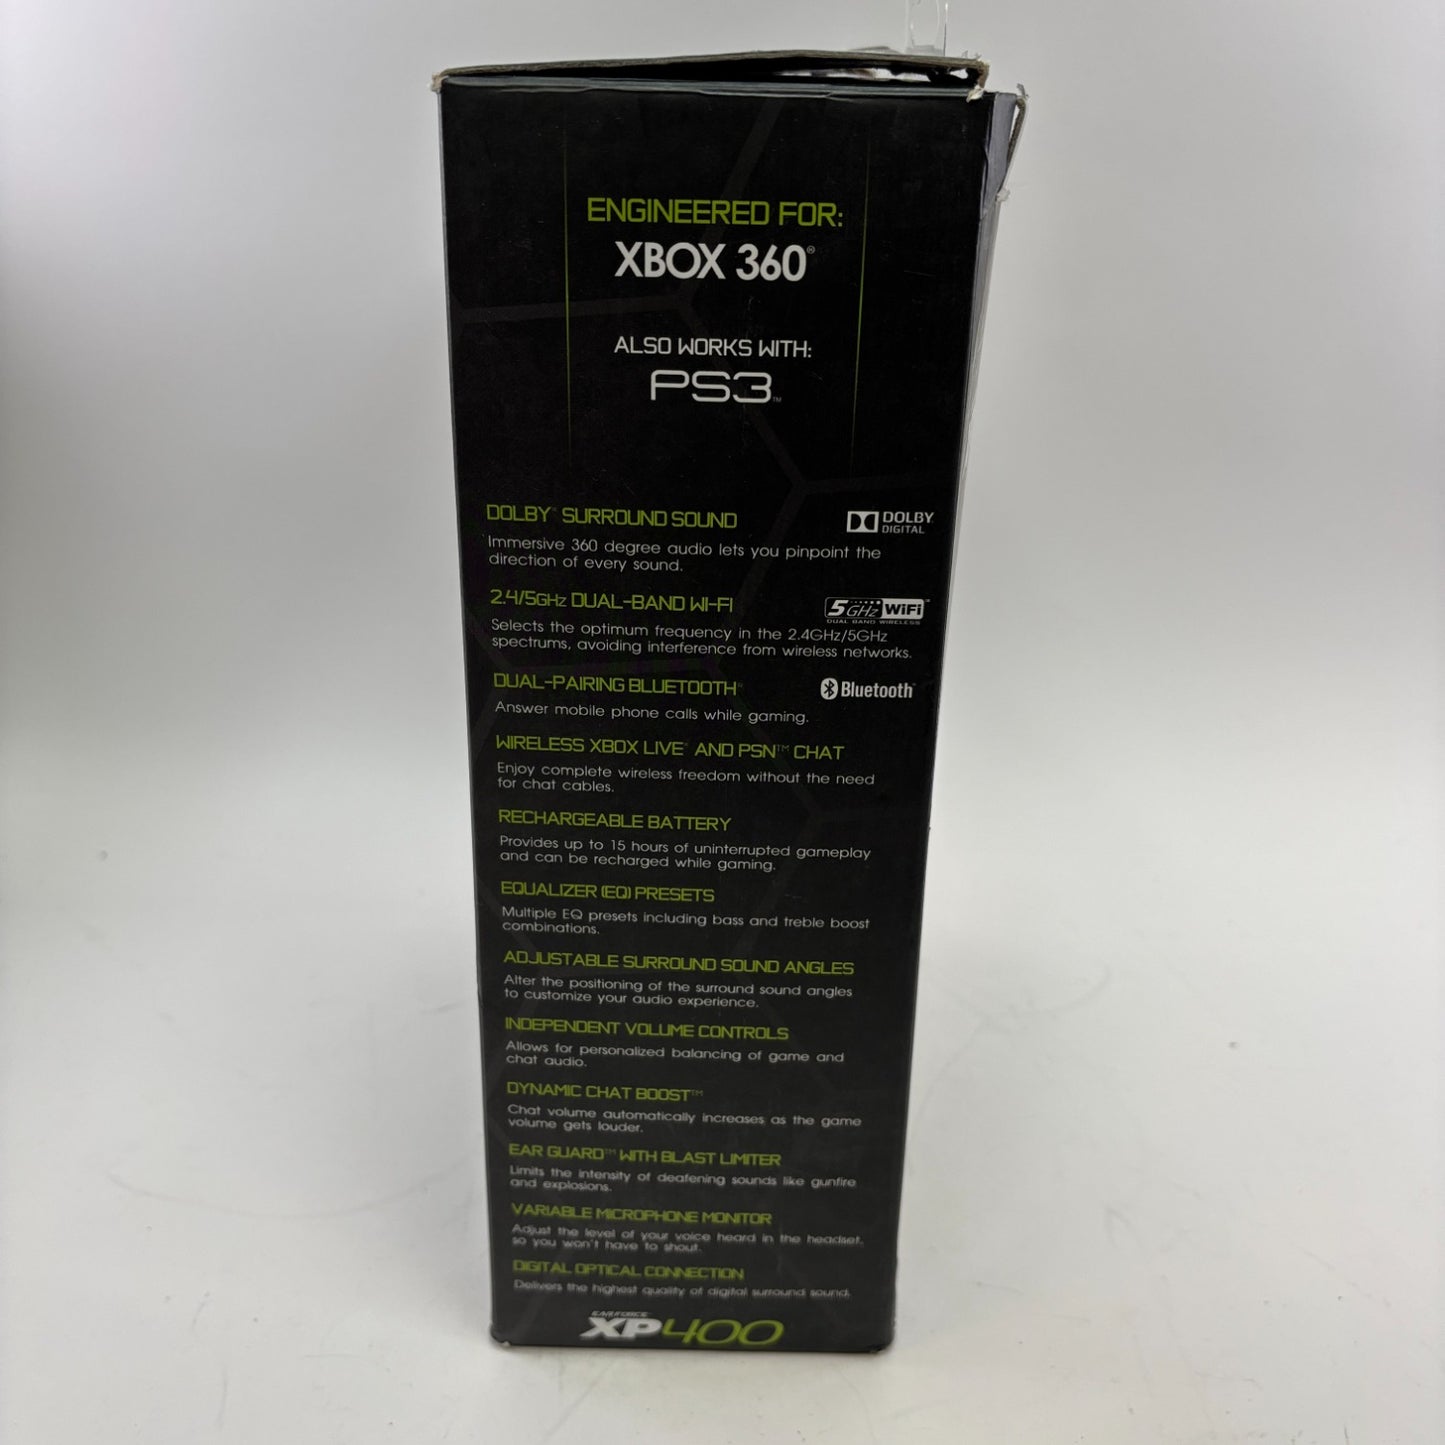 ENGINEERED FOR:
XBOX 360®
ALSO WORKS WITH:
PS3™
DOLBY® SURROUND SOUND
DOLBY
DIGITAL
Immersive 360 degree audio lets you pinpoint the
direction of every sound.
2.4/5GHz DUAL-BAND WI-FI
5GHz WiFi™
DUAL BAND WIRELESS
Selects the optimum frequency in the 2.4GHz/5GHz
spectrums, avoiding interference from wireless networks.
DUAL-PAIRING BLUETOOTH®
Bluetooth®
Answer mobile phone calls while gaming.
WIRELESS XBOX LIVE® AND PSN™ CHAT
Enjoy complete wireless freedom without the need
for chat cables.
RECHARGEABLE BATTERY
Provides up to 15 hours of uninterrupted gameplay
and can be recharged while gaming.
EQUALIZER (EQ) PRESETS
Multiple EQ presets including bass and treble boost
combinations.
ADJUSTABLE SURROUND SOUND ANGLES
Alter the positioning of the surround sound angles
to customize your audio experience.
INDEPENDENT VOLUME CONTROLS
Allows for personalized balancing of game and
chat audio.
DYNAMIC CHAT BOOST™
Chat volume automatically increases as the game
volume gets louder.
EAR GUARD™ WITH BLAST LIMITER
Limits the intensity of deafening sounds like gunfire
and explosions.
VARIABLE MICROPHONE MONITOR
Adjust the level of your voice heard in the headset,
so you won't have to shout.
DIGITAL OPTICAL CONNECTION
Delivers the highest quality of digital surround sound.
EAR FORCE
XP400